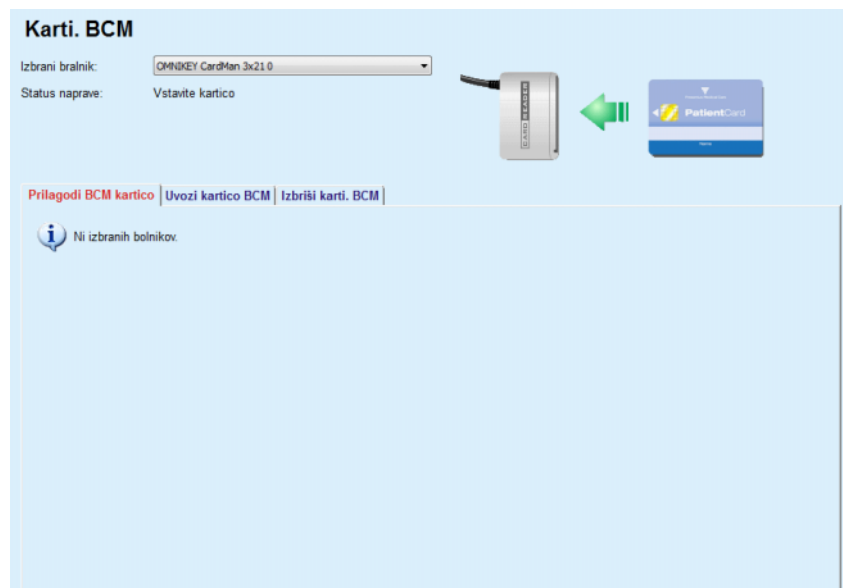 Karti. BCM
Izbrani bralnik:
OMNIKEY CardMan 3x21 0
Status naprave:
Vstavite kartico
CARD READER
PatientCard
Prilagodi BCM kartico
Uvozi kartico BCM
Izbriši karti. BCM
Ni izbranih bolnikov.